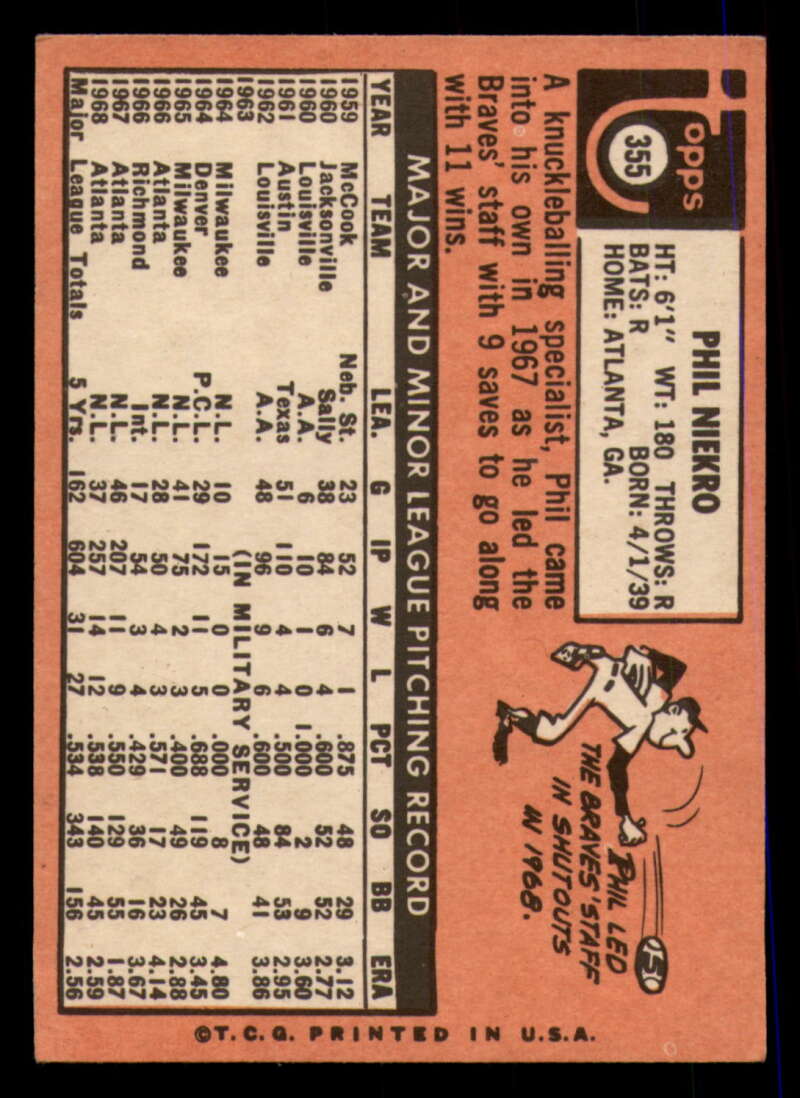 Topps
355
PHIL NIEKRO
HT: 6'1" WT: 180 THROWS: R
BATS: R BORN: 4/1/39
HOME: ATLANTA, GA.
A knuckleballing specialist, Phil came
into his own in 1967 as he led the
Braves' staff with 9 saves to go along
with 11 wins.
PHIL LED
THE BRAVES' STAFF
IN SHUTOUTS
IN 1968.
MAJOR AND MINOR LEAGUE PITCHING RECORD
YEAR TEAM LEA. G IP W L PCT SO BB ERA
1959 McCook Neb. St. 23 52 7 1 .875 48 29 3.12
1960 Jacksonville Sally 38 84 6 4 .600 52 52 2.77
1960 Louisville A.A. 6 10 1 0 1.000 2 9 3.60
1961 Austin Texas 51 110 4 4 .500 84 53 2.95
1962 Louisville A.A. 48 96 9 6 .600 48 41 3.86
1963 (IN MILITARY SERVICE)
1964 Milwaukee N.L. 10 15 0 0 .000 8 7 4.80
1964 Denver P.C.L. 29 172 11 5 .688 119 45 3.45
1965 Milwaukee N.L. 41 75 2 3 .400 49 26 2.88
1966 Atlanta N.L. 28 50 4 3 .571 17 23 4.14
1966 Richmond Int. 17 54 3 4 .429 36 16 3.67
1967 Atlanta N.L. 46 207 11 9 .550 129 55 1.87
1968 Atlanta N.L. 37 257 14 12 .538 140 45 2.59
Major League Totals 5 Yrs. 162 604 31 27 .534 343 156 2.56
©T.C.G. PRINTED IN U.S.A.